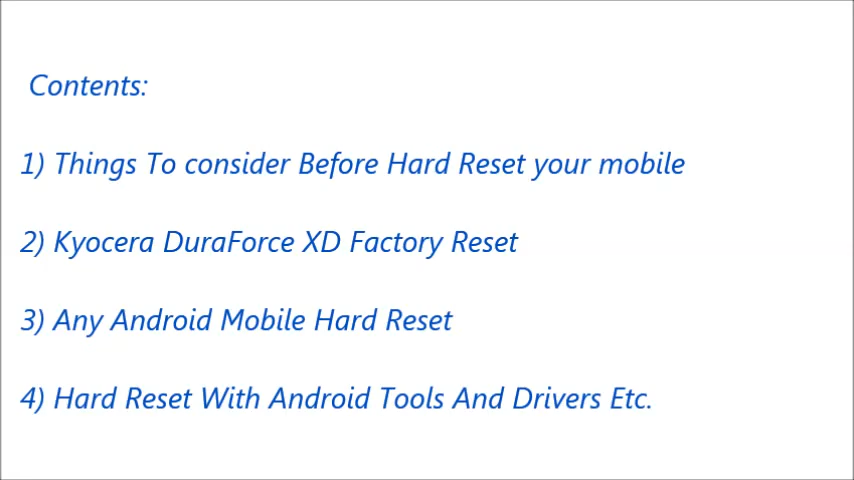 Contents:
1) Things To consider Before Hard Reset your mobile
2) Kyocera DuraForce XD Factory Reset
3) Any Android Mobile Hard Reset
4) Hard Reset With Android Tools And Drivers Etc.